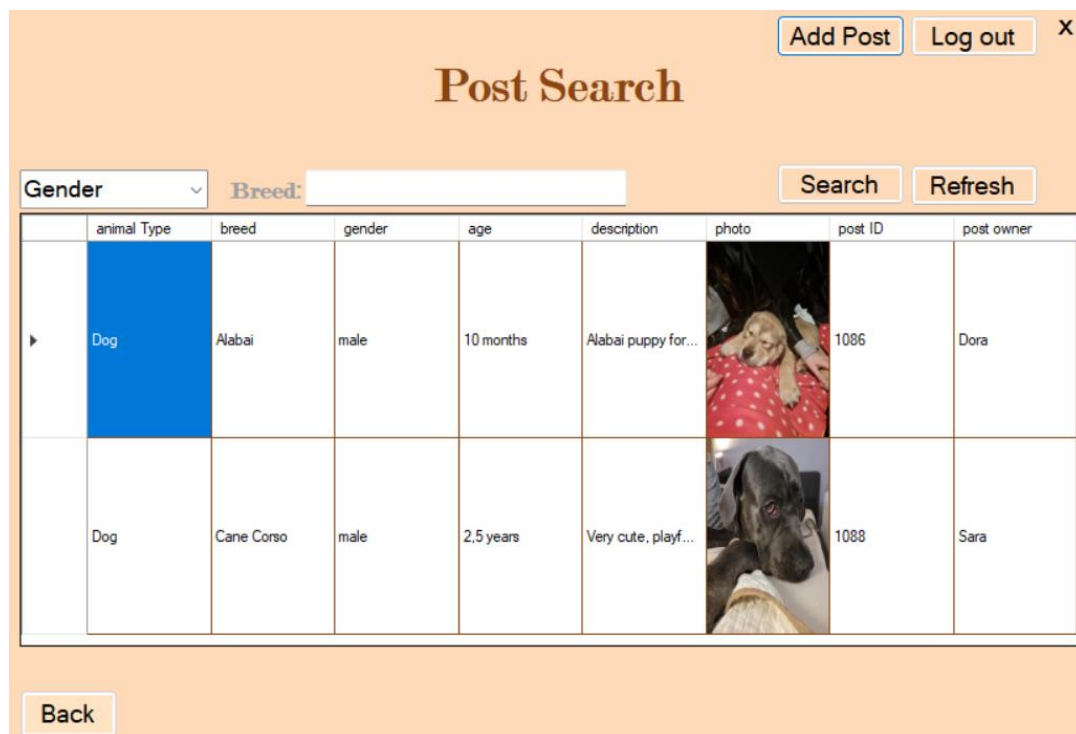 Add Post Log out x
Post Search
Gender Breed: Search Refresh
animal Type breed gender age description photo post ID post owner
Dog Alabai male 10 months Alabai puppy for... 1086 Dora
Dog Cane Corso male 2,5 years Very cute, playf... 1088 Sara
Back